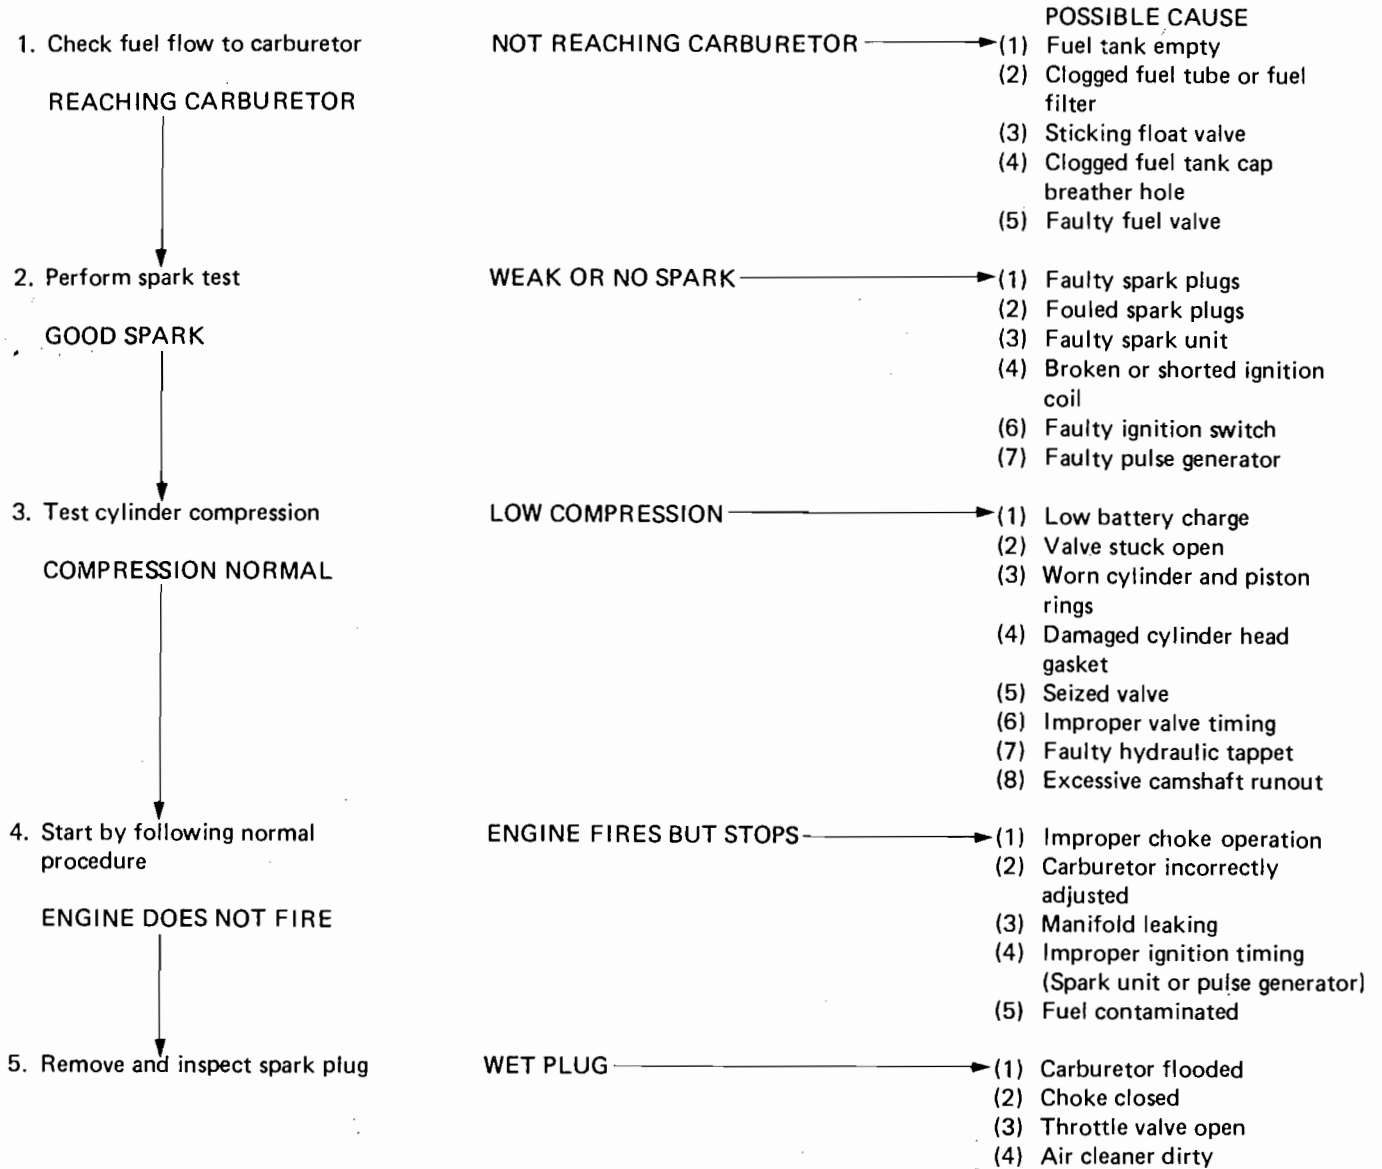 POSSIBLE CAUSE
1. Check fuel flow to carburetor
NOT REACHING CARBURETOR
(1) Fuel tank empty
(2) Clogged fuel tube or fuel
filter
REACHING CARBURETOR
(3) Sticking float valve
(4) Clogged fuel tank cap
breather hole
(5) Faulty fuel valve
2. Perform spark test
WEAK OR NO SPARK
(1) Faulty spark plugs
(2) Fouled spark plugs
GOOD SPARK
(3) Faulty spark unit
(4) Broken or shorted ignition
coil
(6) Faulty ignition switch
(7) Faulty pulse generator
3. Test cylinder compression
LOW COMPRESSION
(1) Low battery charge
(2) Valve stuck open
COMPRESSION NORMAL
(3) Worn cylinder and piston
rings
(4) Damaged cylinder head
gasket
(5) Seized valve
(6) Improper valve timing
(7) Faulty hydraulic tappet
(8) Excessive camshaft runout
4. Start by following normal
procedure
ENGINE FIRES BUT STOPS
(1) Improper choke operation
(2) Carburetor incorrectly
adjusted
ENGINE DOES NOT FIRE
(3) Manifold leaking
(4) Improper ignition timing
(Spark unit or pulse generator)
(5) Fuel contaminated
5. Remove and inspect spark plug
WET PLUG
(1) Carburetor flooded
(2) Choke closed
(3) Throttle valve open
(4) Air cleaner dirty